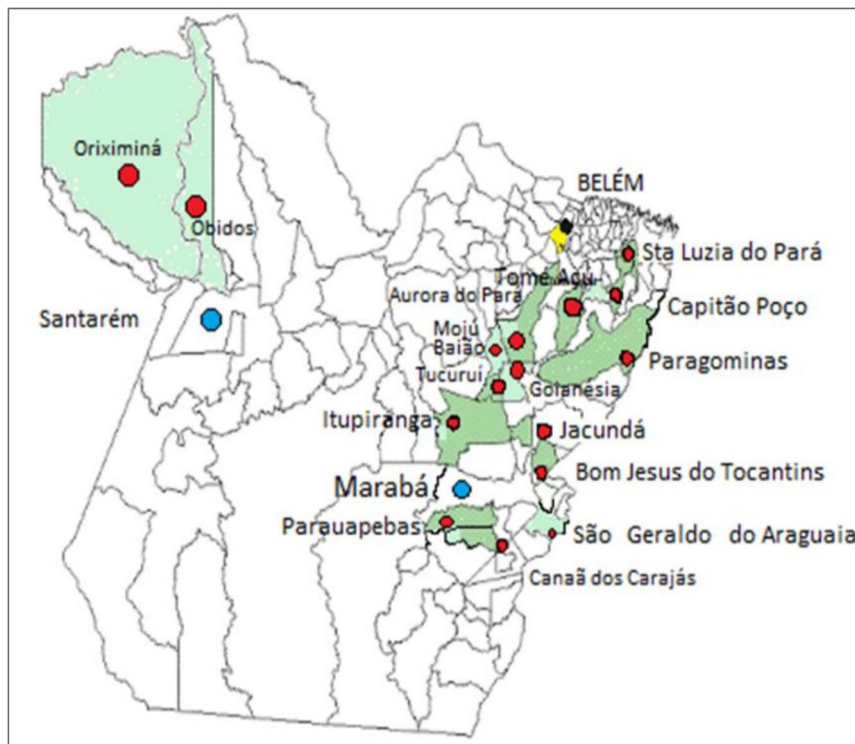 Oriximiná
Óbidos
BELÉM
Sta Luzia do Pará
Tomé Açu
Aurora do Pará
Capitão Poço
Santarém
Mojú
Baião
Paragominas
Tucuruí
Goianésia
Itupiranga
Jacundá
Bom Jesus do Tocantins
Marabá
Parauapebas
São Geraldo do Araguaia
Canaã dos Carajás